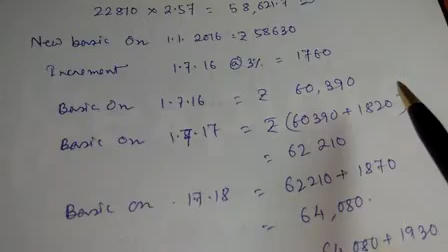 22810 × 2.57 = 58,621.7
New basic on 1.1.2016 = ₹ 58630
Increment 1.7.16 @ 3% = 1760
Basic on 1.7.16 = ₹ 60,390
Basic on 1.7.17 = ₹ (60390 + 1820)
= 62210
Basic on 1.7.18 = 62210 + 1870
= 64,080.
64,080 + 1930